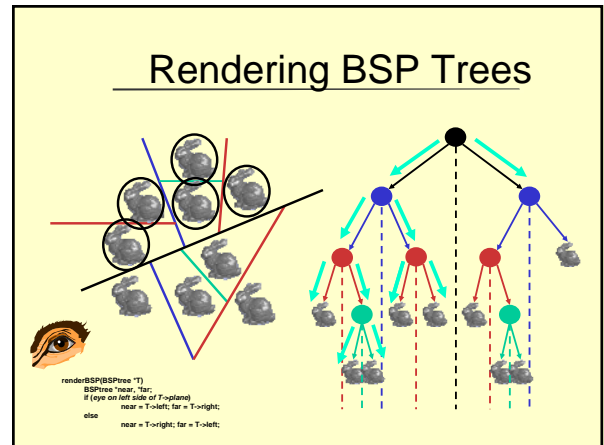 Rendering BSP Trees
renderBSP(BSPtree *T)
BSPtree *near, *far;
if (eye on left side of T->plane)
near = T->left; far = T->right;
else
near = T->right; far = T->left;